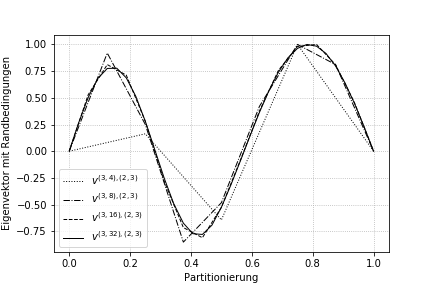 Eigenvektor mit Randbedingungen
1.00
0.75
0.50
0.25
0.00
−0.25
−0.50
−0.75
v^(3, 4), (2, 3)
v^(3, 8), (2, 3)
v^(3, 16), (2, 3)
v^(3, 32), (2, 3)
0.0 0.2 0.4 0.6 0.8 1.0
Partitionierung